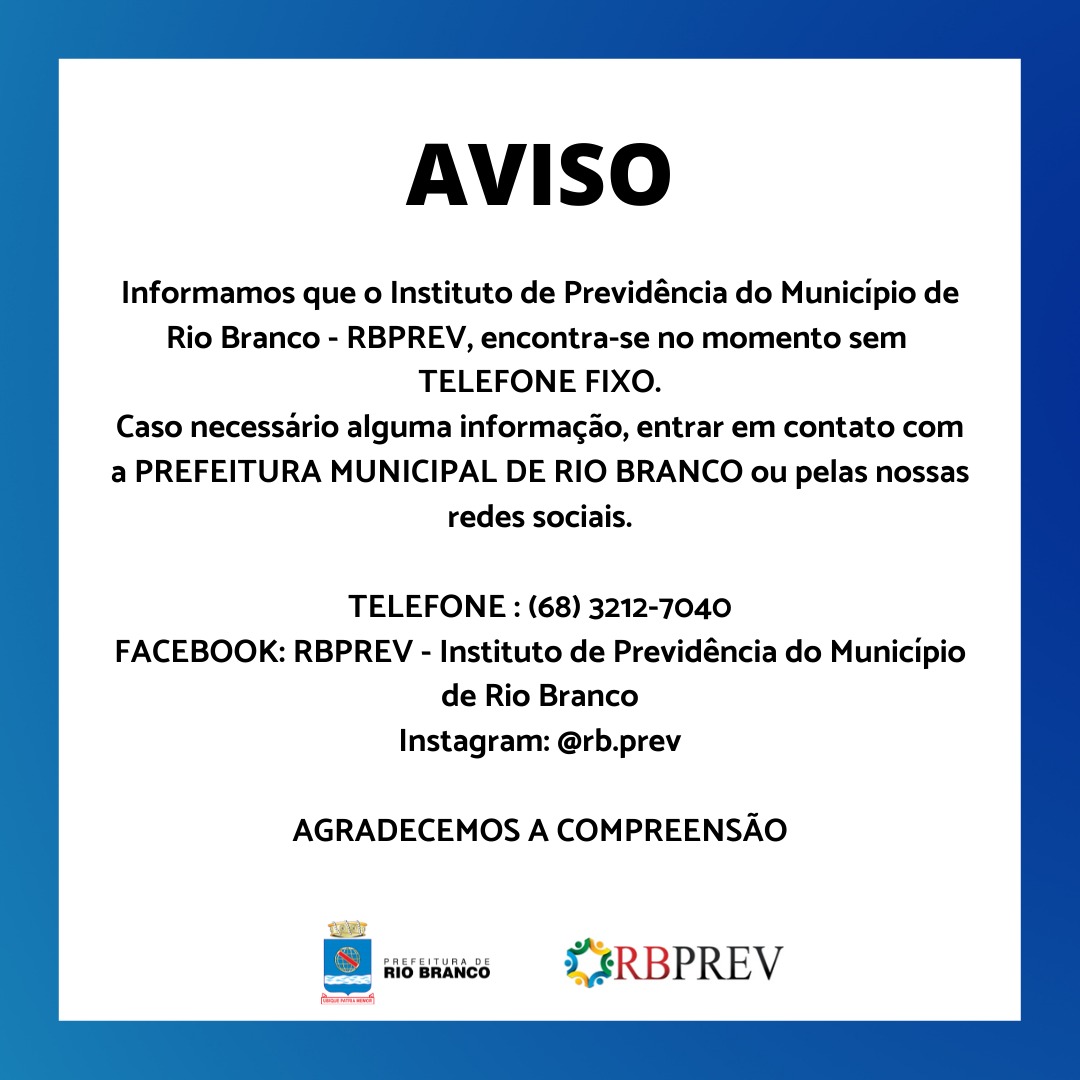 AVISO
Informamos que o Instituto de Previdência do Município de
Rio Branco - RBPREV, encontra-se no momento sem
TELEFONE FIXO.
Caso necessário alguma informação, entrar em contato com
a PREFEITURA MUNICIPAL DE RIO BRANCO ou pelas nossas
redes sociais.
TELEFONE : (68) 3212-7040
FACEBOOK: RBPREV - Instituto de Previdência do Município
de Rio Branco
Instagram: @rb.prev
AGRADECEMOS A COMPREENSÃO
PREFEITURA DE
RIO BRANCO
UBIQUE PATRIA MEMOR
RBPREV